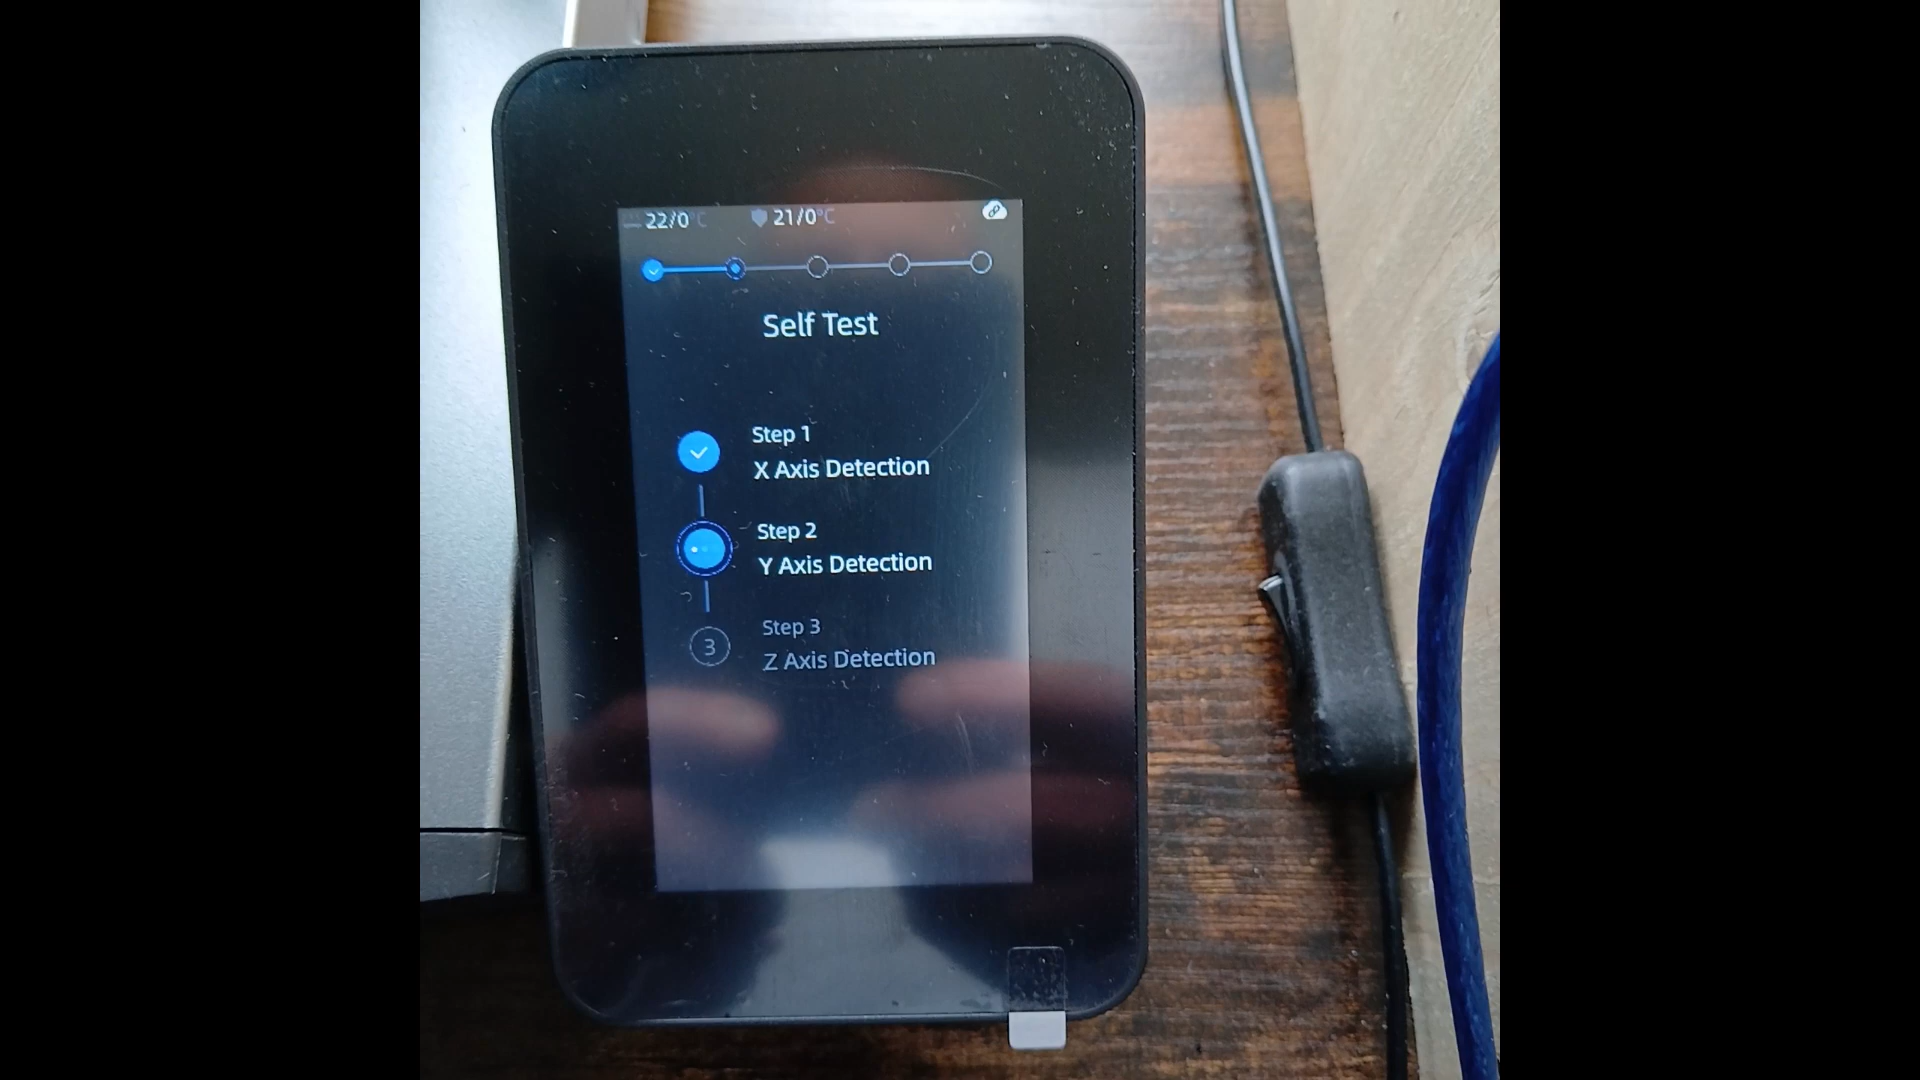 22/0°C 21/0°C
Self Test
Step 1
X Axis Detection
Step 2
Y Axis Detection
3
Step 3
Z Axis Detection